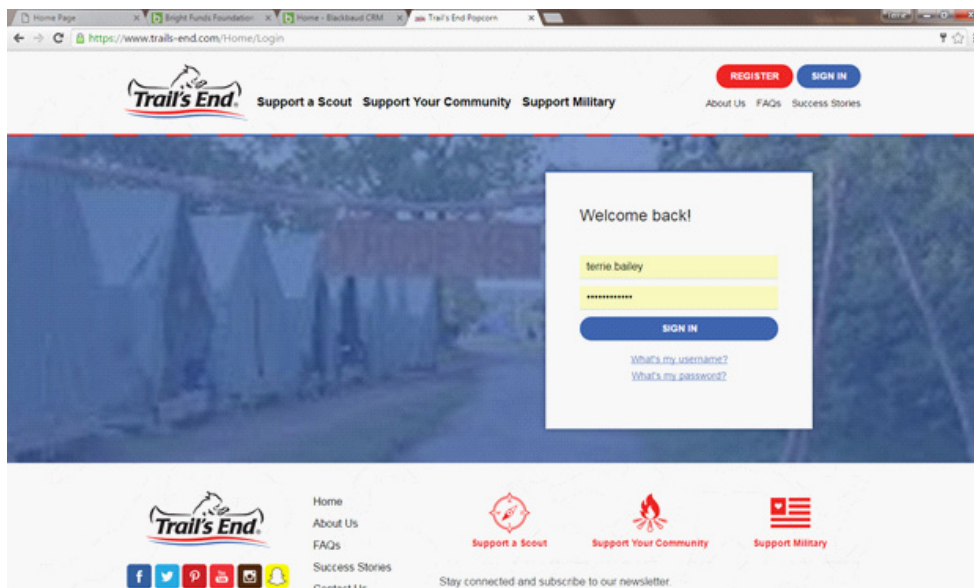 Home Page
Bright Funds Foundation
Home - Blackbaud CRM
Trail's End Popcorn
https://www.trails-end.com/Home/Login
REGISTER
SIGN IN
Trail's End
Support a Scout
Support Your Community
Support Military
About Us
FAQs
Success Stories
Welcome back!
terrie.bailey
••••••••••••
SIGN IN
What's my username?
What's my password?
Trail's End
Home
About Us
FAQs
Success Stories
Contact Us
Support a Scout
Support Your Community
Support Military
Stay connected and subscribe to our newsletter.